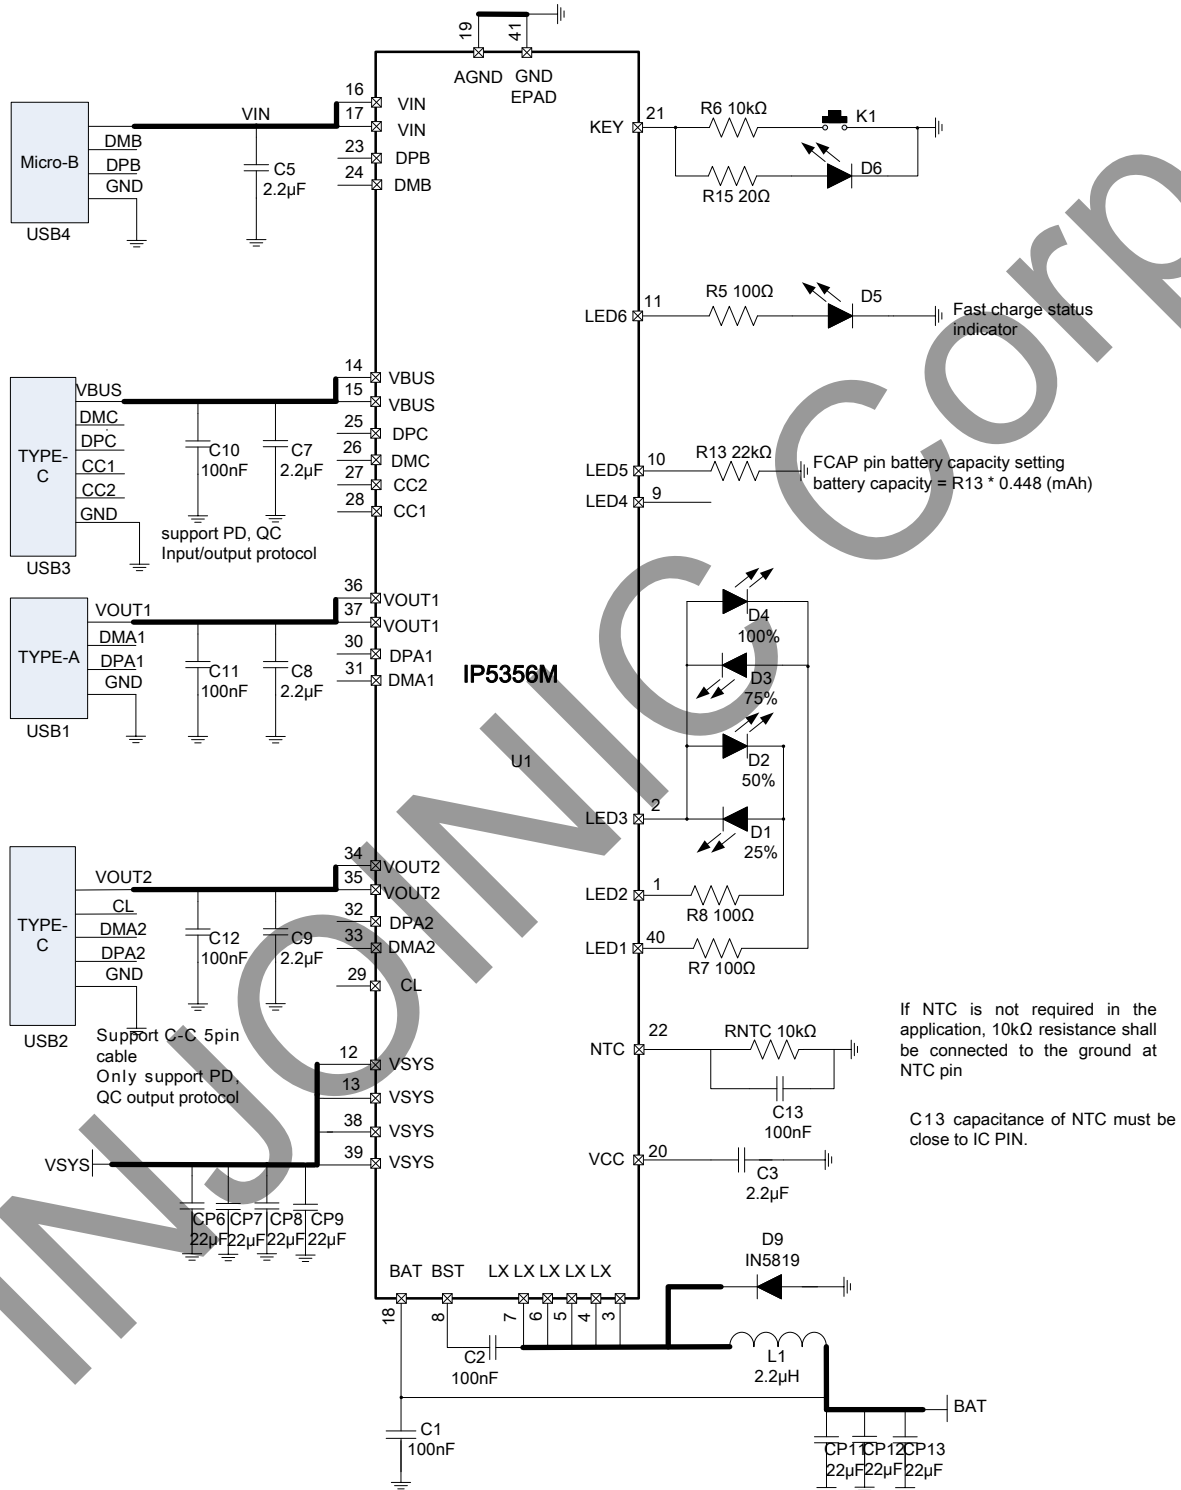 19
41
AGND
GND
EPAD
16
VIN
VIN
17
VIN
23
DPB
24
DMB
Micro-B
DMB
DPB
GND
USB4
C5
2.2µF
21
KEY
R6 10kΩ
K1
D6
R15 20Ω
11
LED6
R5 100Ω
D5
Fast charge status
indicator
14
VBUS
15
VBUS
25
DPC
26
DMC
27
CC2
28
CC1
TYPE-
C
VBUS
DMC
DPC
CC1
CC2
GND
USB3
C10
100nF
C7
2.2µF
support PD, QC
Input/output protocol
10
LED5
R13 22kΩ
FCAP pin battery capacity setting
battery capacity = R13 * 0.448 (mAh)
LED4
9
36
VOUT1
37
VOUT1
30
DPA1
31
DMA1
TYPE-A
VOUT1
DMA1
DPA1
GND
USB1
C11
100nF
C8
2.2µF
IP5356M
U1
D4
100%
D3
75%
D2
50%
D1
25%
2
LED3
1
LED2
R8 100Ω
40
LED1
R7 100Ω
34
VOUT2
35
VOUT2
32
DPA2
33
DMA2
29
CL
TYPE-
C
VOUT2
CL
DMA2
DPA2
GND
USB2
C12
100nF
C9
2.2µF
Support C-C 5pin
cable
Only support PD,
QC output protocol
22
NTC
RNTC 10kΩ
C13
100nF
If NTC is not required in the
application, 10kΩ resistance shall
be connected to the ground at
NTC pin
C13 capacitance of NTC must be
close to IC PIN.
12
VSYS
13
VSYS
38
VSYS
39
VSYS
VSYS
CP6
22µF
CP7
22µF
CP8
22µF
CP9
22µF
VCC
20
C3
2.2µF
BAT
BST
LX LX LX LX LX
18
8
7
6
5
4
3
C2
100nF
D9
IN5819
L1
2.2µH
C1
100nF
BAT
CP11
22µF
CP12
22µF
CP13
22µF
INJOINIC Corp